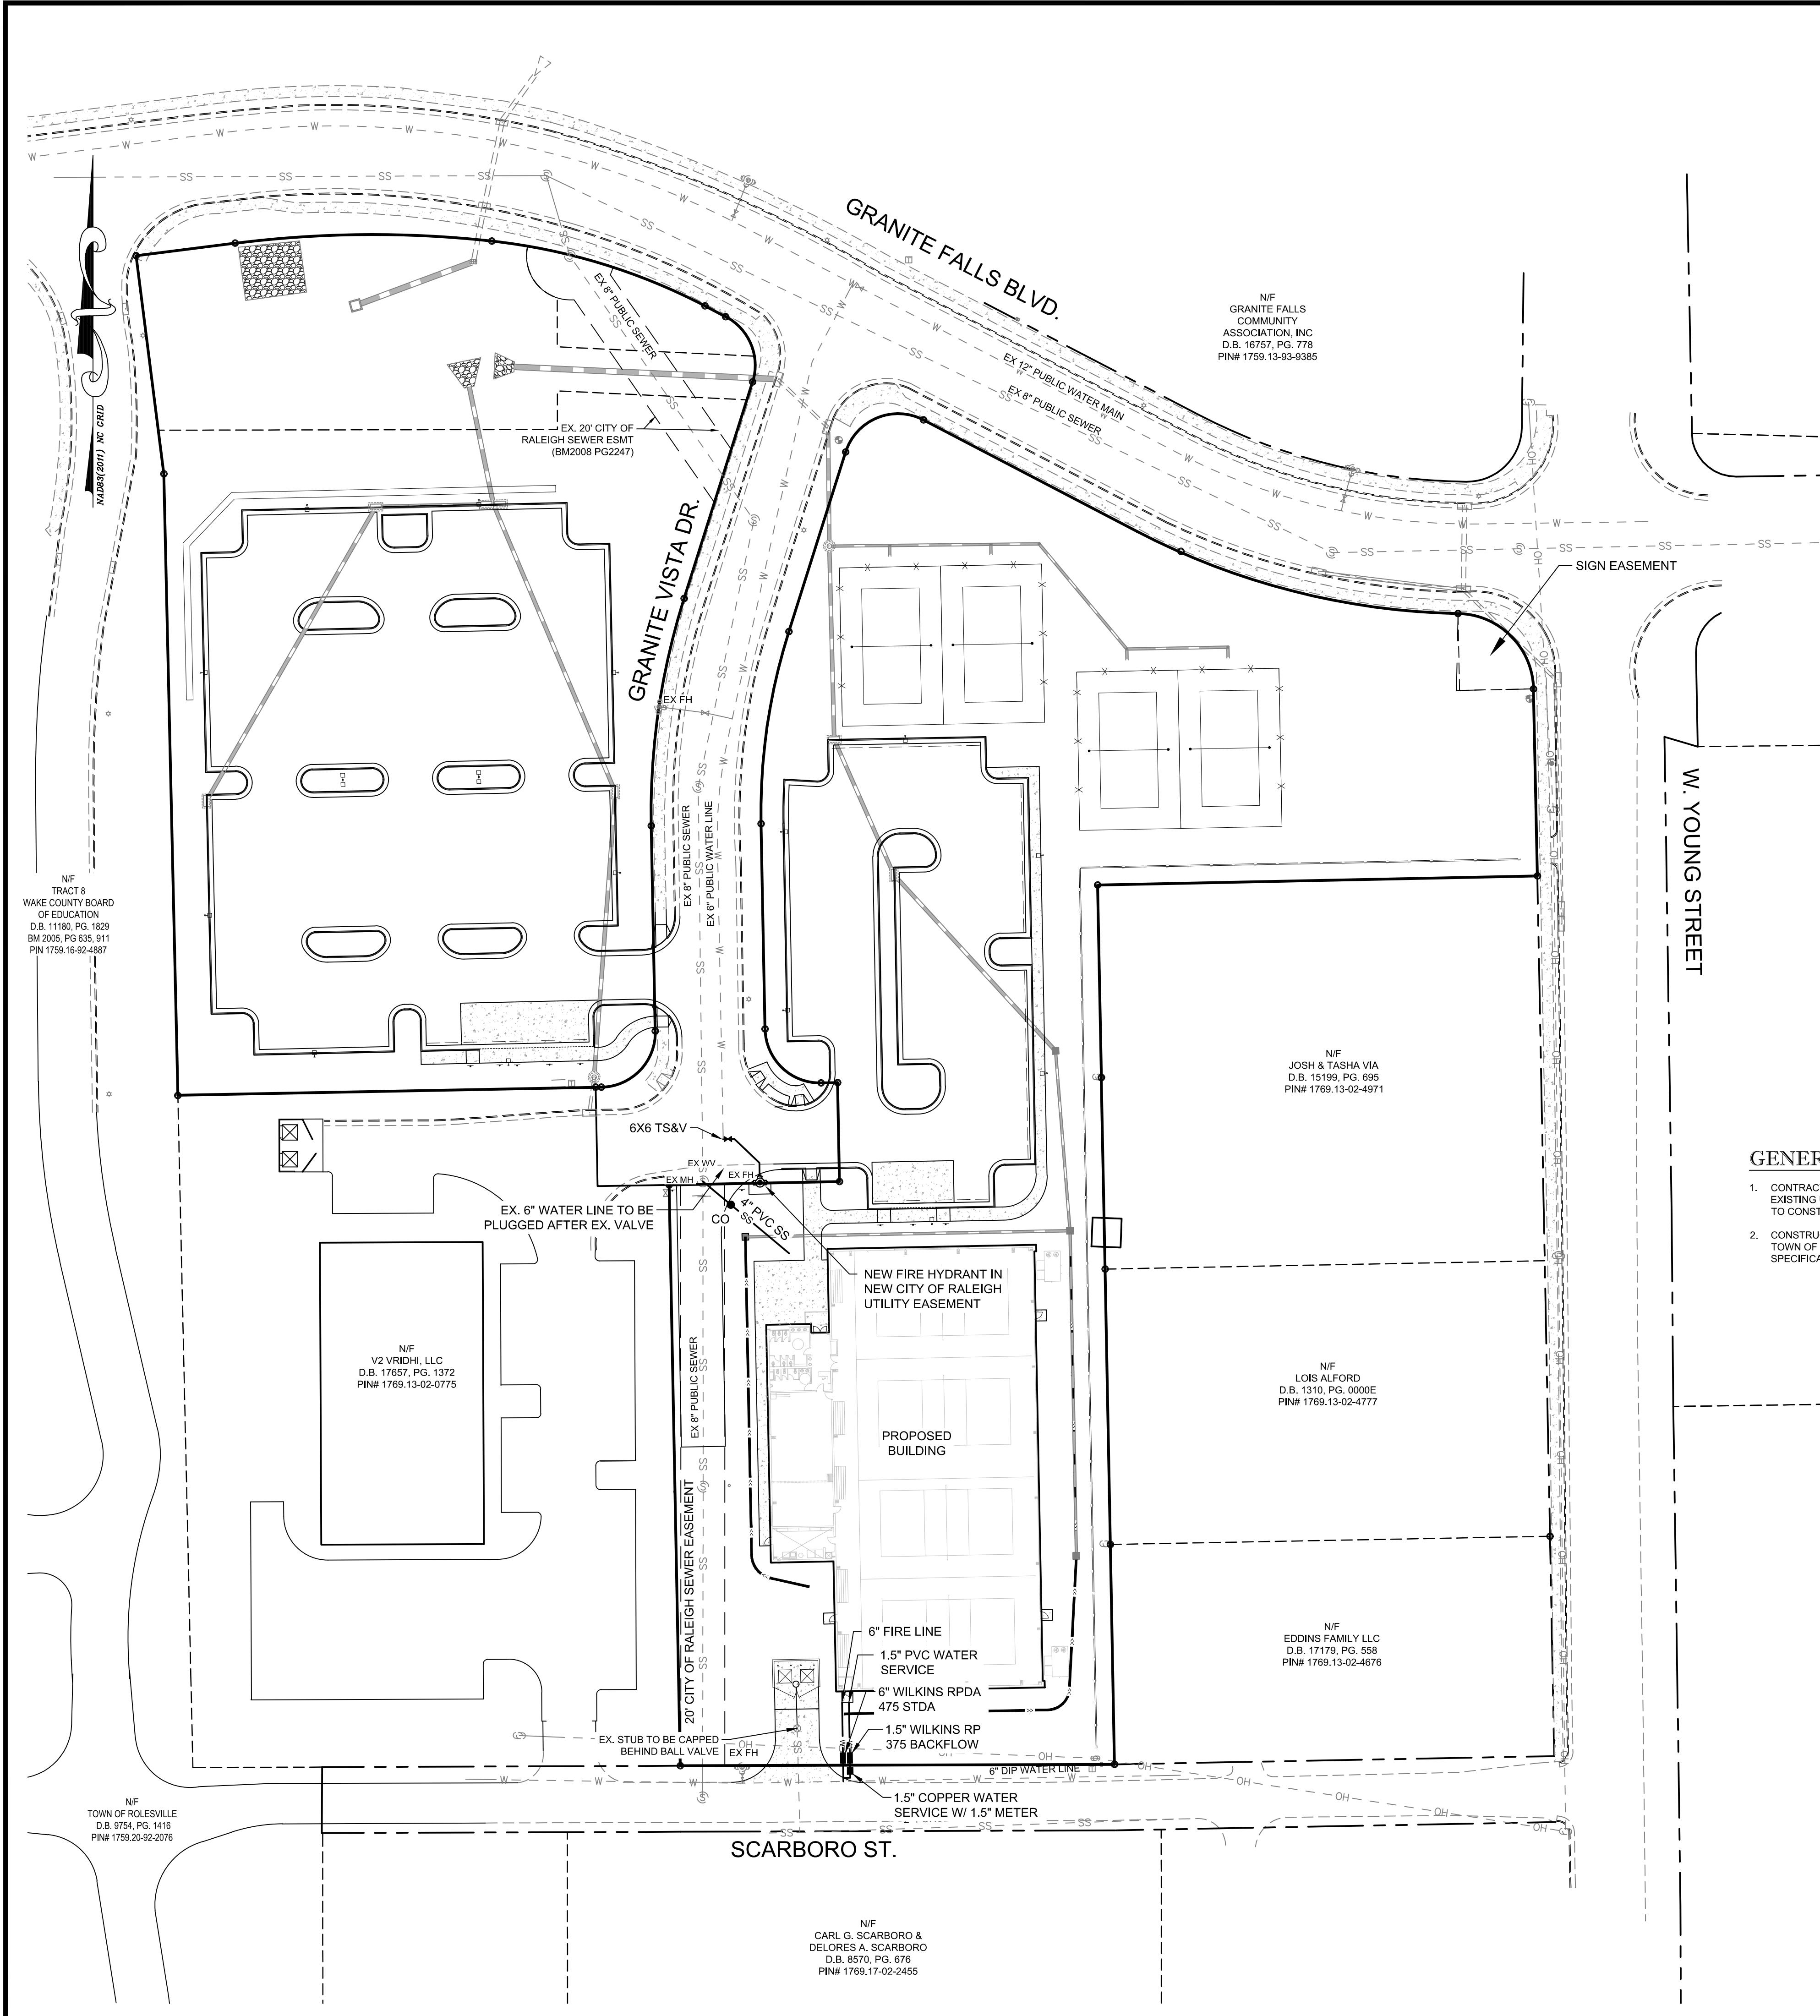 GRANITE FALLS BLVD.
N/F
GRANITE FALLS
COMMUNITY
ASSOCIATION, INC
D.B. 16757, PG. 778
PIN# 1759.13-93-9385
NAD83(2011) NC GRID
EX 8" PUBLIC SEWER
EX 12" PUBLIC WATER MAIN
EX 8" PUBLIC SEWER
EX. 20' CITY OF
RALEIGH SEWER ESMT
(BM2008 PG2247)
SIGN EASEMENT
GRANITE VISTA DR.
EX FH
W. YOUNG STREET
EX 8" PUBLIC SEWER
EX 6" PUBLIC WATER LINE
N/F
TRACT 8
WAKE COUNTY BOARD
OF EDUCATION
D.B. 11180, PG. 1829
BM 2005, PG 635, 911
PIN 1759.16-92-4887
N/F
JOSH & TASHA VIA
D.B. 15199, PG. 695
PIN# 1769.13-02-4971
6X6 TS&V
EX WV
EX MH
EX FH
EX. 6" WATER LINE TO BE
PLUGGED AFTER EX. VALVE
CO
4" PVC SS
SS
GENER
1. CONTRAC
EXISTING
TO CONST
2. CONSTRU
TOWN OF
SPECIFICA
NEW FIRE HYDRANT IN
NEW CITY OF RALEIGH
UTILITY EASEMENT
N/F
V2 VRIDHI, LLC
D.B. 17657, PG. 1372
PIN# 1769.13-02-0775
EX 8" PUBLIC SEWER
N/F
LOIS ALFORD
D.B. 1310, PG. 0000E
PIN# 1769.13-02-4777
PROPOSED
BUILDING
20' CITY OF RALEIGH SEWER EASEMENT
N/F
EDDINS FAMILY LLC
D.B. 17179, PG. 558
PIN# 1769.13-02-4676
6" FIRE LINE
1.5" PVC WATER
SERVICE
6" WILKINS RPDA
475 STDA
1.5" WILKINS RP
375 BACKFLOW
EX. STUB TO BE CAPPED
BEHIND BALL VALVE
EX FH
6" DIP WATER LINE
1.5" COPPER WATER
SERVICE W/ 1.5" METER
N/F
TOWN OF ROLESVILLE
D.B. 9754, PG. 1416
PIN# 1759.20-92-2076
SCARBORO ST.
N/F
CARL G. SCARBORO &
DELORES A. SCARBORO
D.B. 8570, PG. 676
PIN# 1769.17-02-2455